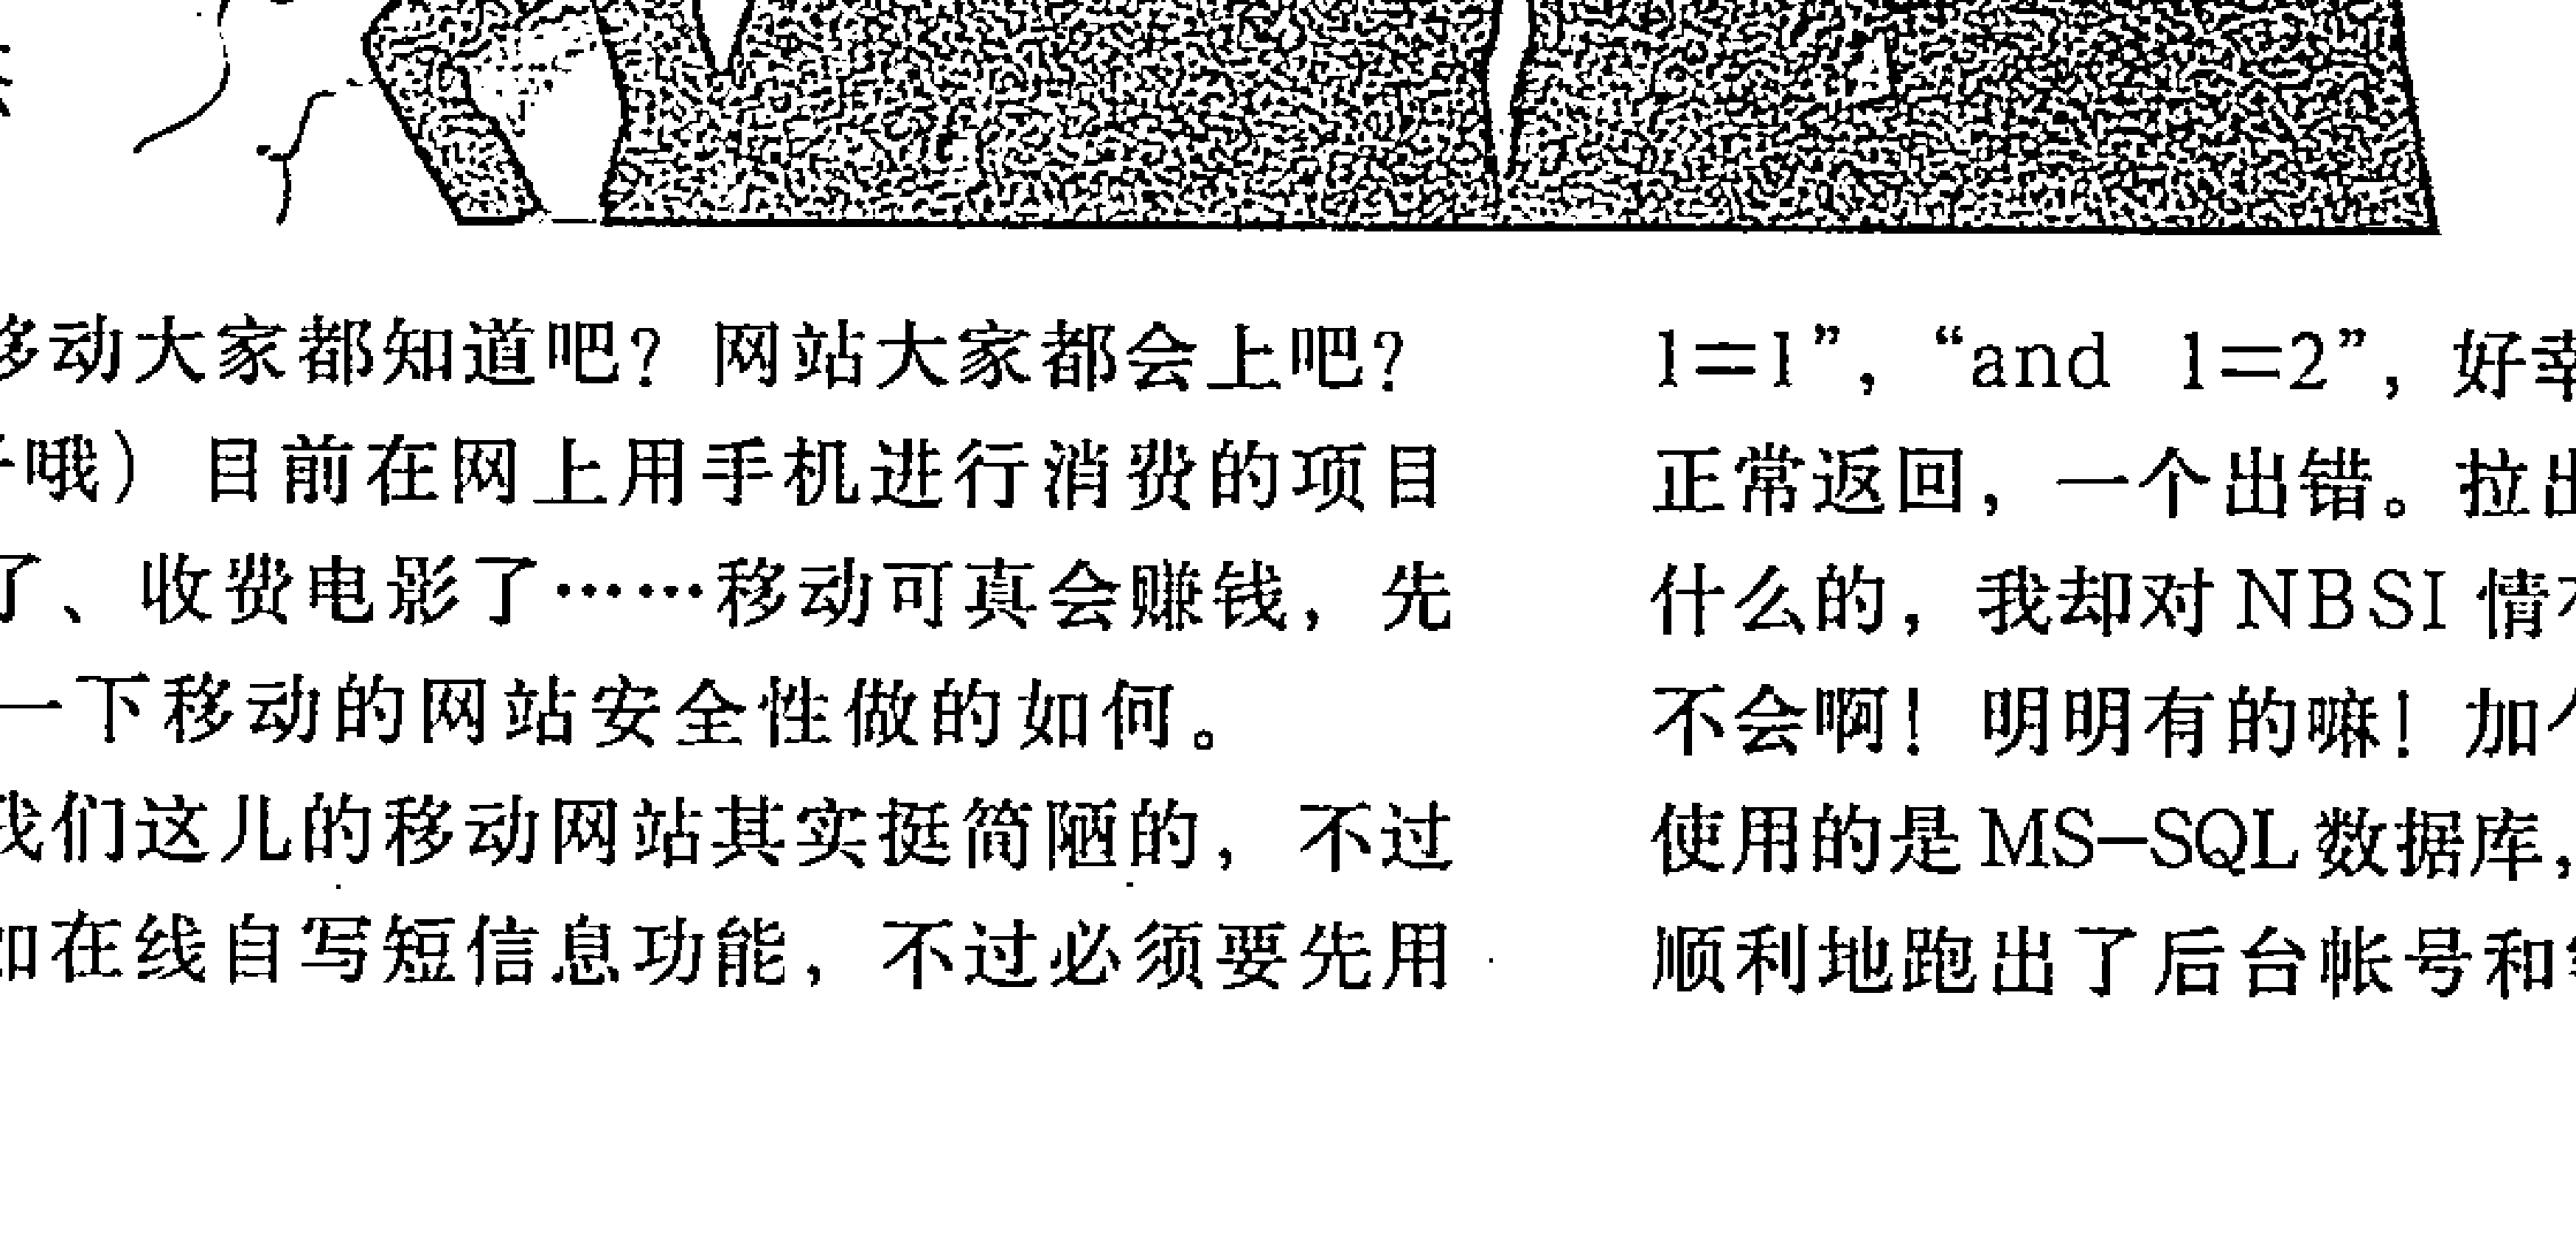 移动大家都知道吧？网站大家都会上吧？
哦）目前在网上用手机进行消费的项目
了、收费电影了……移动可真会赚钱，先
一下移动的网站安全性做的如何。
我们这儿的移动网站其实挺简陋的，不过
如在线自写短信息功能，不过必须要先用
1=1”，“and 1=2”，好幸
正常返回，一个出错。拉出
什么的，我却对NBSI情有
不会啊！明明有的嘛！加个
使用的是MS-SQL数据库，
顺利地跑出了后台帐号和